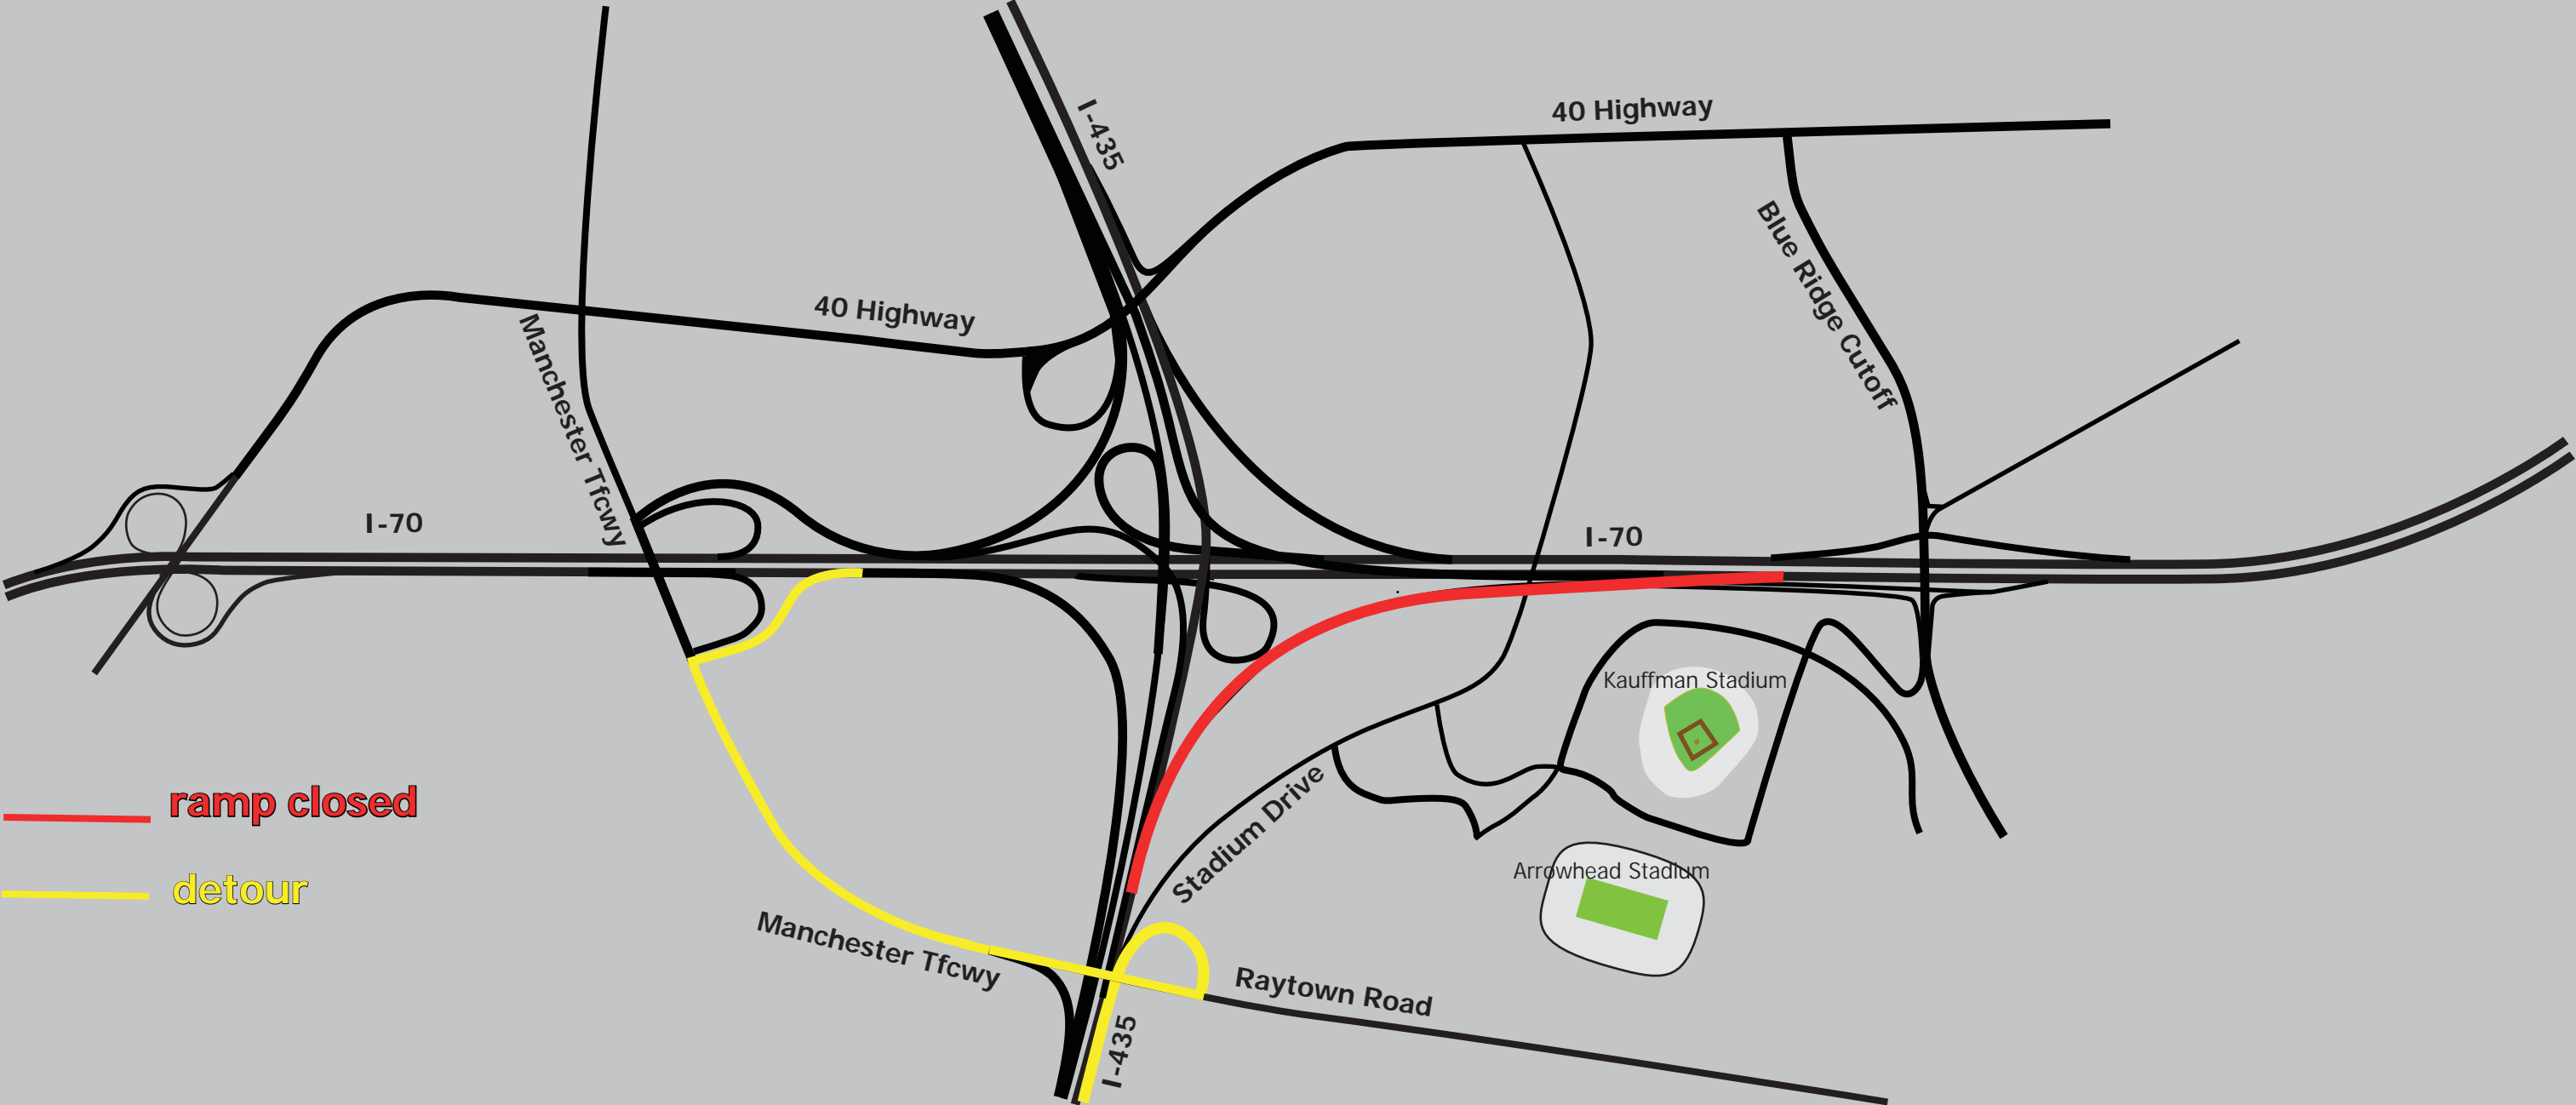 I-435
40 Highway
Blue Ridge Cutoff
40 Highway
Manchester Tfcwy
I-70
I-70
Kauffman Stadium
ramp closed
Stadium Drive
Arrowhead Stadium
detour
Manchester Tfcwy
Raytown Road
I-435